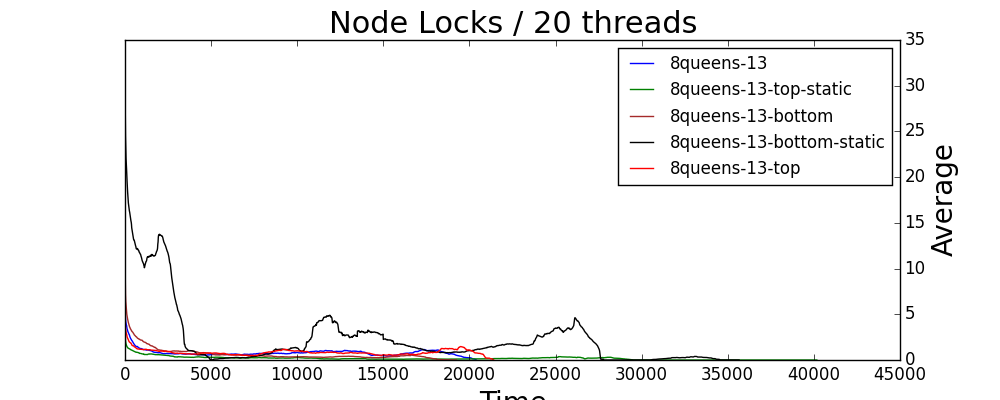 Node Locks / 20 threads
8queens-13
8queens-13-top-static
8queens-13-bottom
8queens-13-bottom-static
8queens-13-top
35
30
25
20
15
10
5
0
Average
0 5000 10000 15000 20000 25000 30000 35000 40000 45000
Time